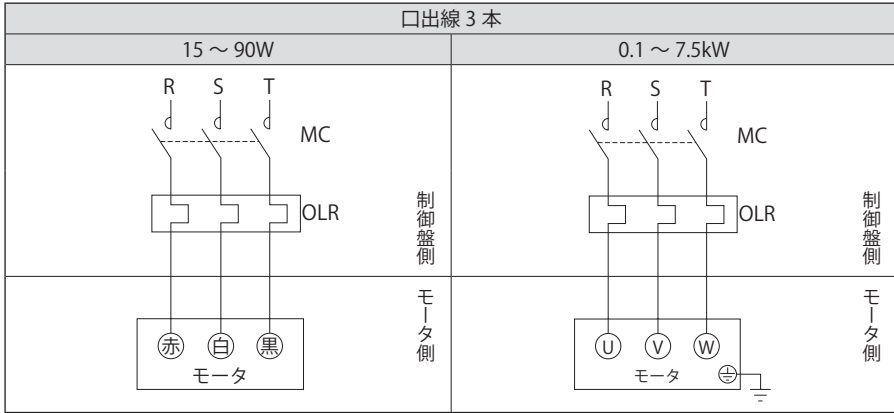 口出線 3 本
15 ～ 90W
0.1 ～ 7.5kW
R S T
MC
OLR
制御盤側
モータ側
赤 白 黒
モータ
R S T
MC
OLR
制御盤側
モータ側
U V W
モータ